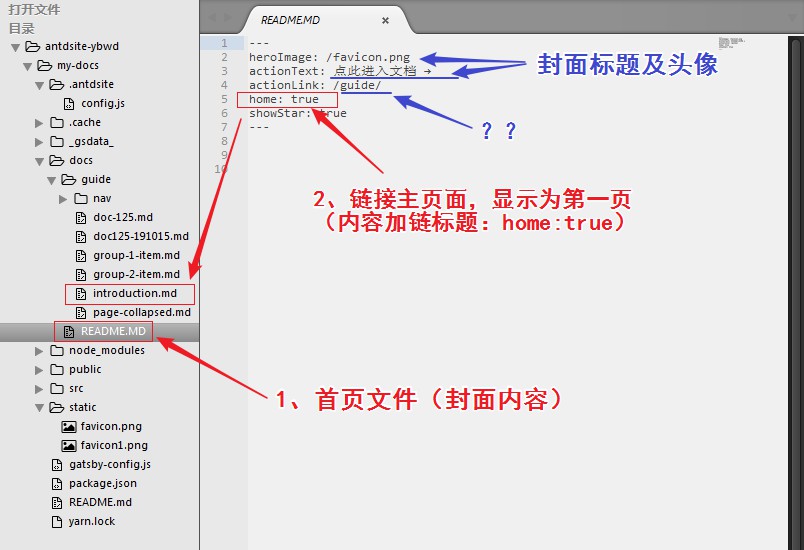 打开文件
目录
antdsite-ybwd
my-docs
.antdsite
config.js
.cache
_gsdata_
docs
guide
nav
doc-125.md
doc125-191015.md
group-1-item.md
group-2-item.md
introduction.md
page-collapsed.md
README.MD
node_modules
public
src
static
favicon.png
favicon1.png
gatsby-config.js
package.json
README.md
yarn.lock
README.MD ×
1 ---
2 heroImage: /favicon.png
3 actionText: 点此进入文档 →
4 actionLink: /guide/
5 home: true
6 showStar: true
7 ---
8
9
10
封面标题及头像
？？
2、链接主页面，显示为第一页
（内容加链标题：home:true）
1、首页文件（封面内容）